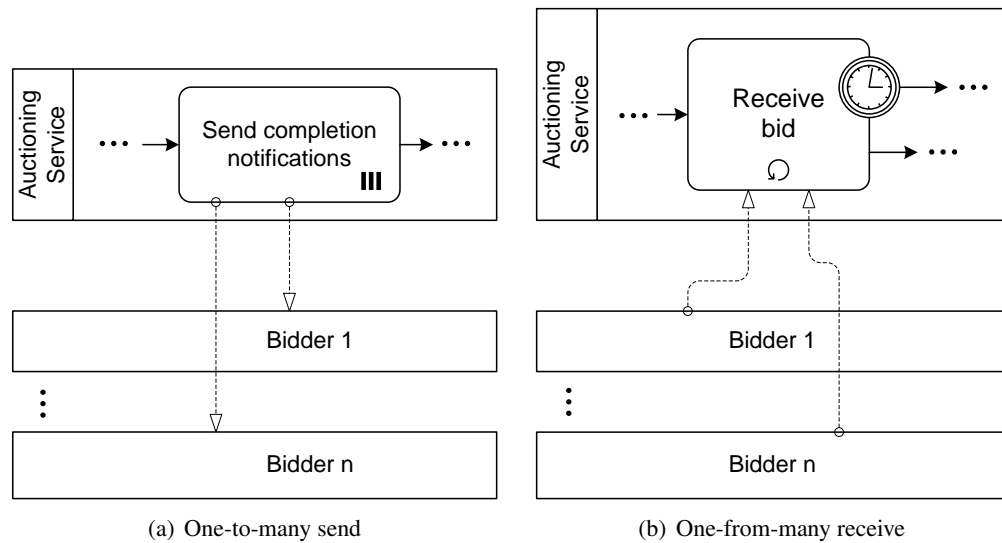 Auctioning
Service
•••
Send completion
notifications
•••
Bidder 1
Bidder n
(a) One-to-many send
Auctioning
Service
•••
Receive
bid
•••
•••
Bidder 1
Bidder n
(b) One-from-many receive